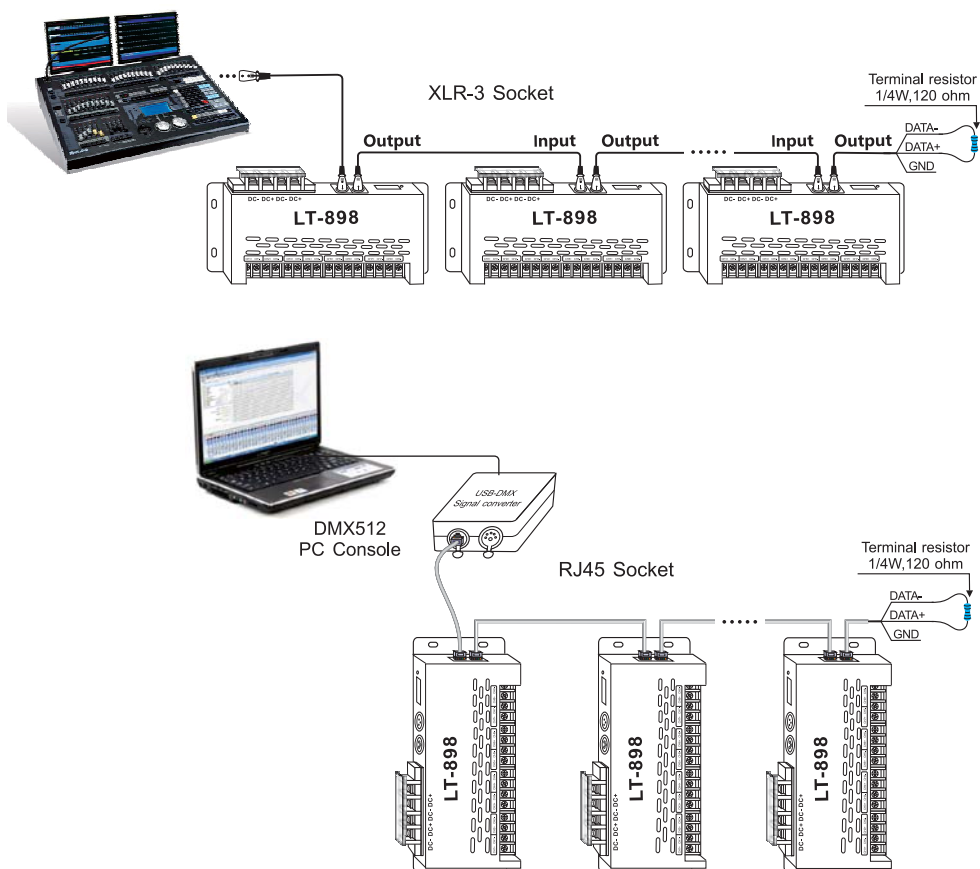 XLR-3 Socket
Terminal resistor
1/4W,120 ohm
DATA-
DATA+
GND
Output
Input
Output
Input
Output
DC- DC+ DC- DC+
LT-898
DC- DC+ DC- DC+
LT-898
DC- DC+ DC- DC+
LT-898
USB-DMX
Signal converter
DMX512
PC Console
RJ45 Socket
Terminal resistor
1/4W,120 ohm
DATA-
DATA+
GND
LT-898
DC- DC+ DC- DC+
LT-898
DC- DC+ DC- DC+
LT-898
DC- DC+ DC- DC+